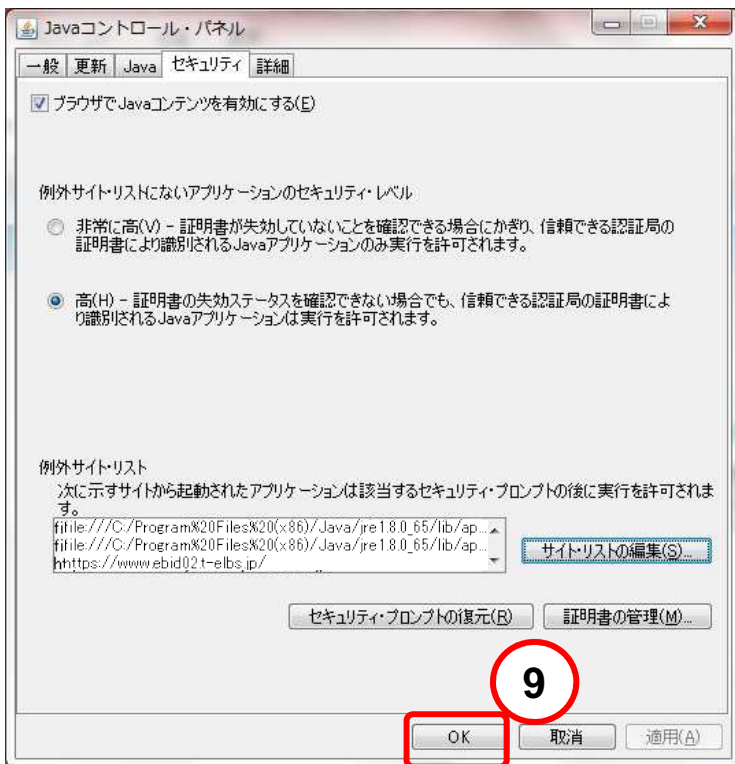 Javaコントロール・パネル
一般 更新 Java セキュリティ 詳細
ブラウザでJavaコンテンツを有効にする(E)
例外サイト・リストにないアプリケーションのセキュリティ・レベル
非常に高(V) - 証明書が失効していないことを確認できる場合にかぎり、信頼できる認証局の
証明書により識別されるJavaアプリケーションのみ実行を許可されます。
高(H) - 証明書の失効ステータスを確認できない場合でも、信頼できる認証局の証明書によ
り識別されるJavaアプリケーションは実行を許可されます。
例外サイト・リスト
次に示すサイトから起動されたアプリケーションは該当するセキュリティ・プロンプトの後に実行を許可されま
す。
fifile:///C:/Program%20Files%20(x86)/Java/jre1.8.0_65/lib/ap...
fifile:///C:/Program%20Files%20(x86)/Java/jre1.8.0_65/lib/ap...
hhttps://www.ebid02.t-elbs.jp/
サイト・リストの編集(S)...
セキュリティ・プロンプトの復元(R) 証明書の管理(M)...
9
OK 取消 適用(A)